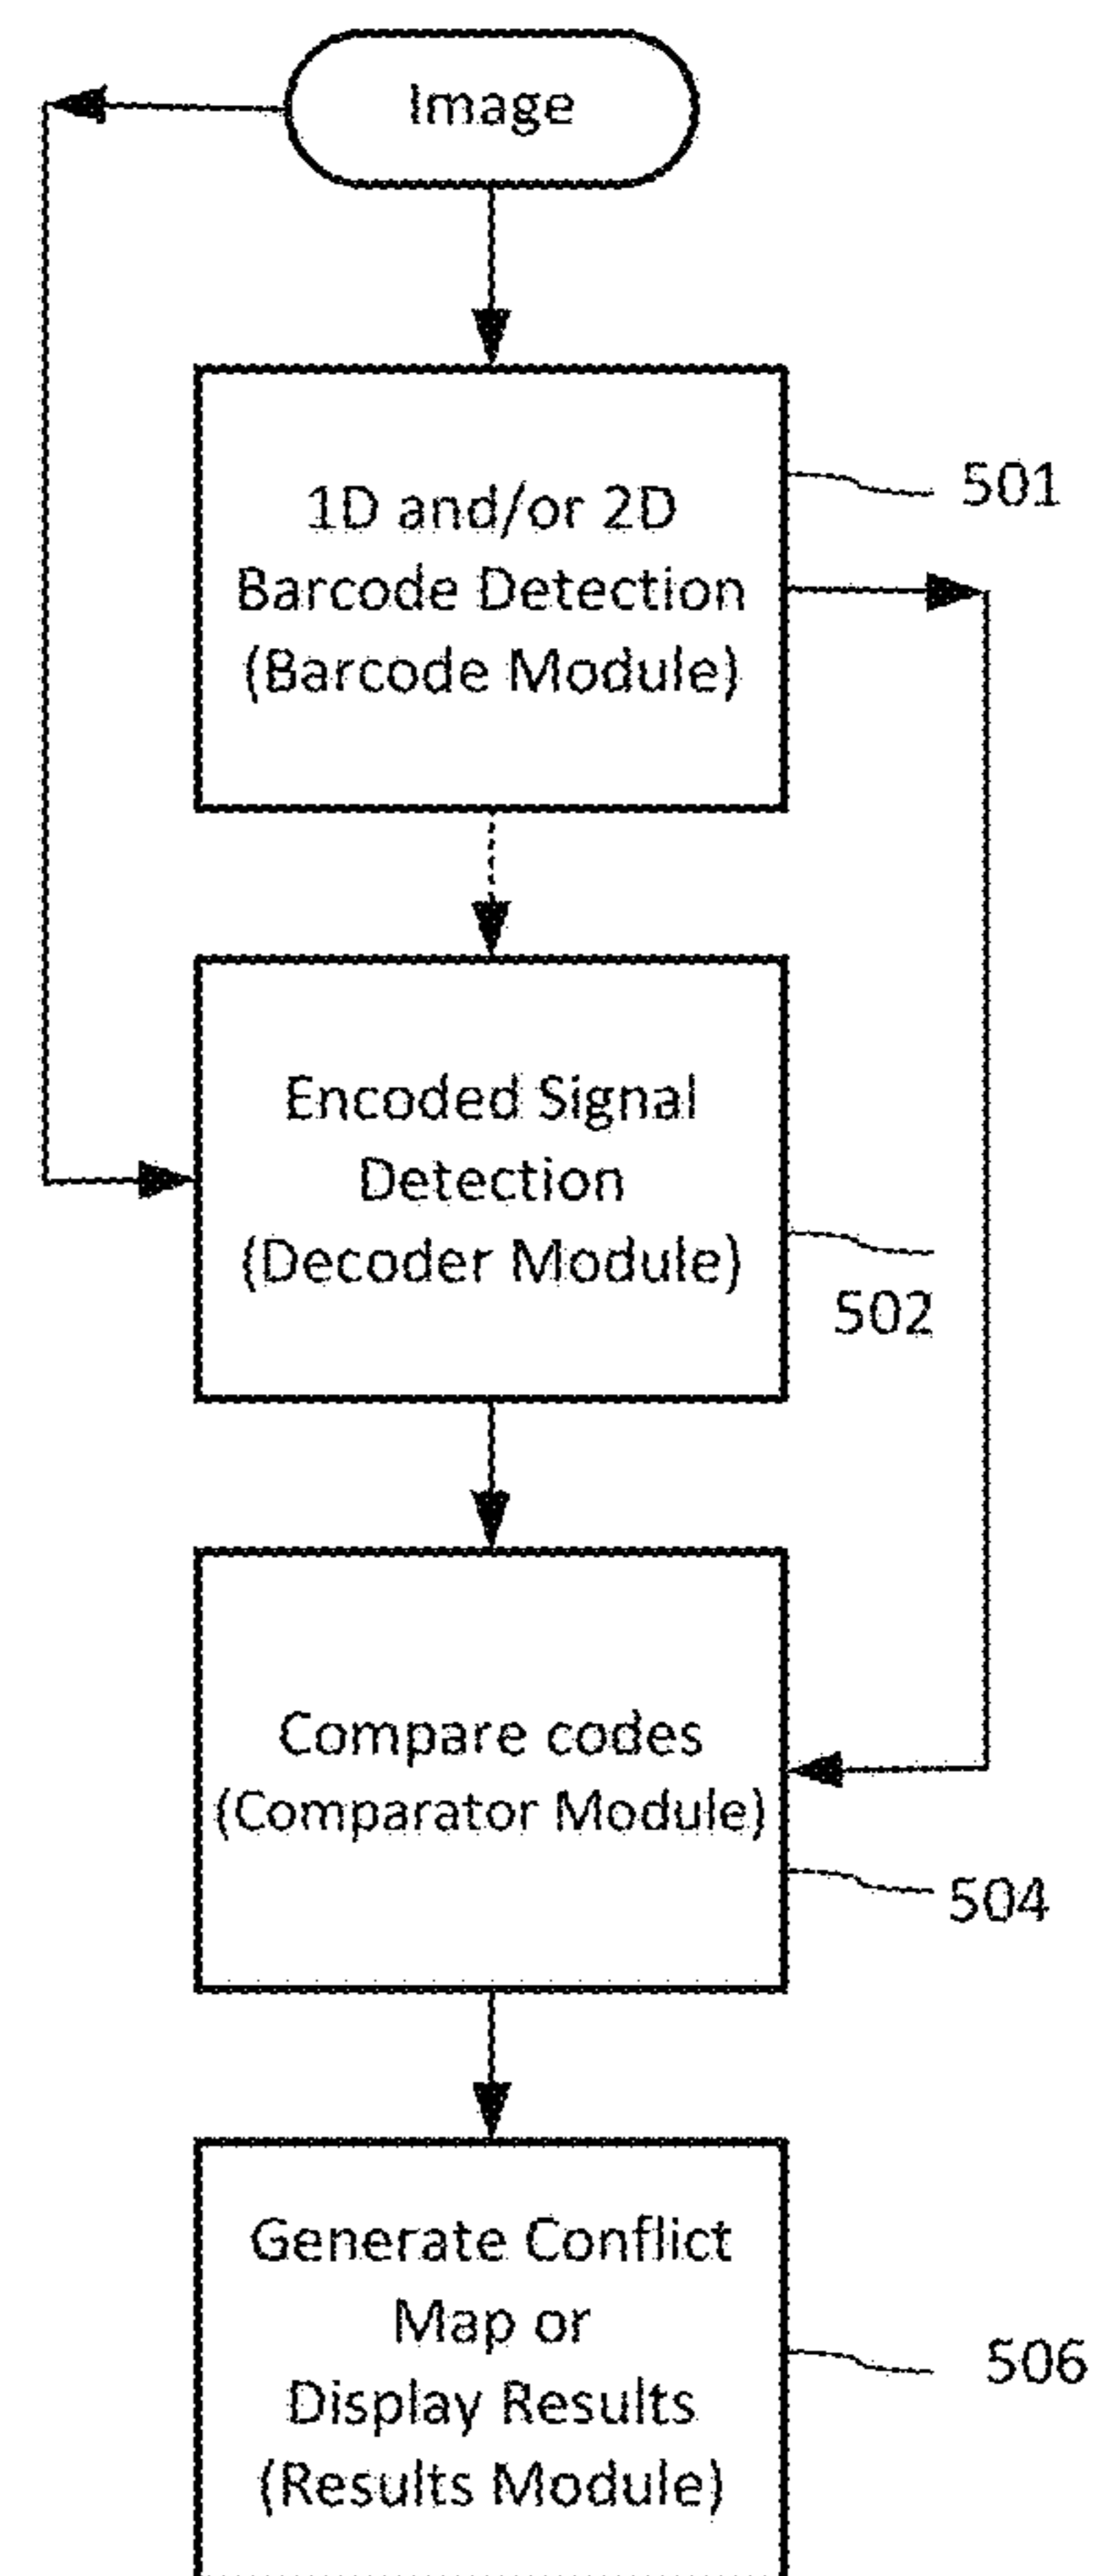 Image
1D and/or 2D
Barcode Detection
(Barcode Module)
501
Encoded Signal
Detection
(Decoder Module)
502
Compare codes
(Comparator Module)
504
Generate Conflict
Map or
Display Results
(Results Module)
506